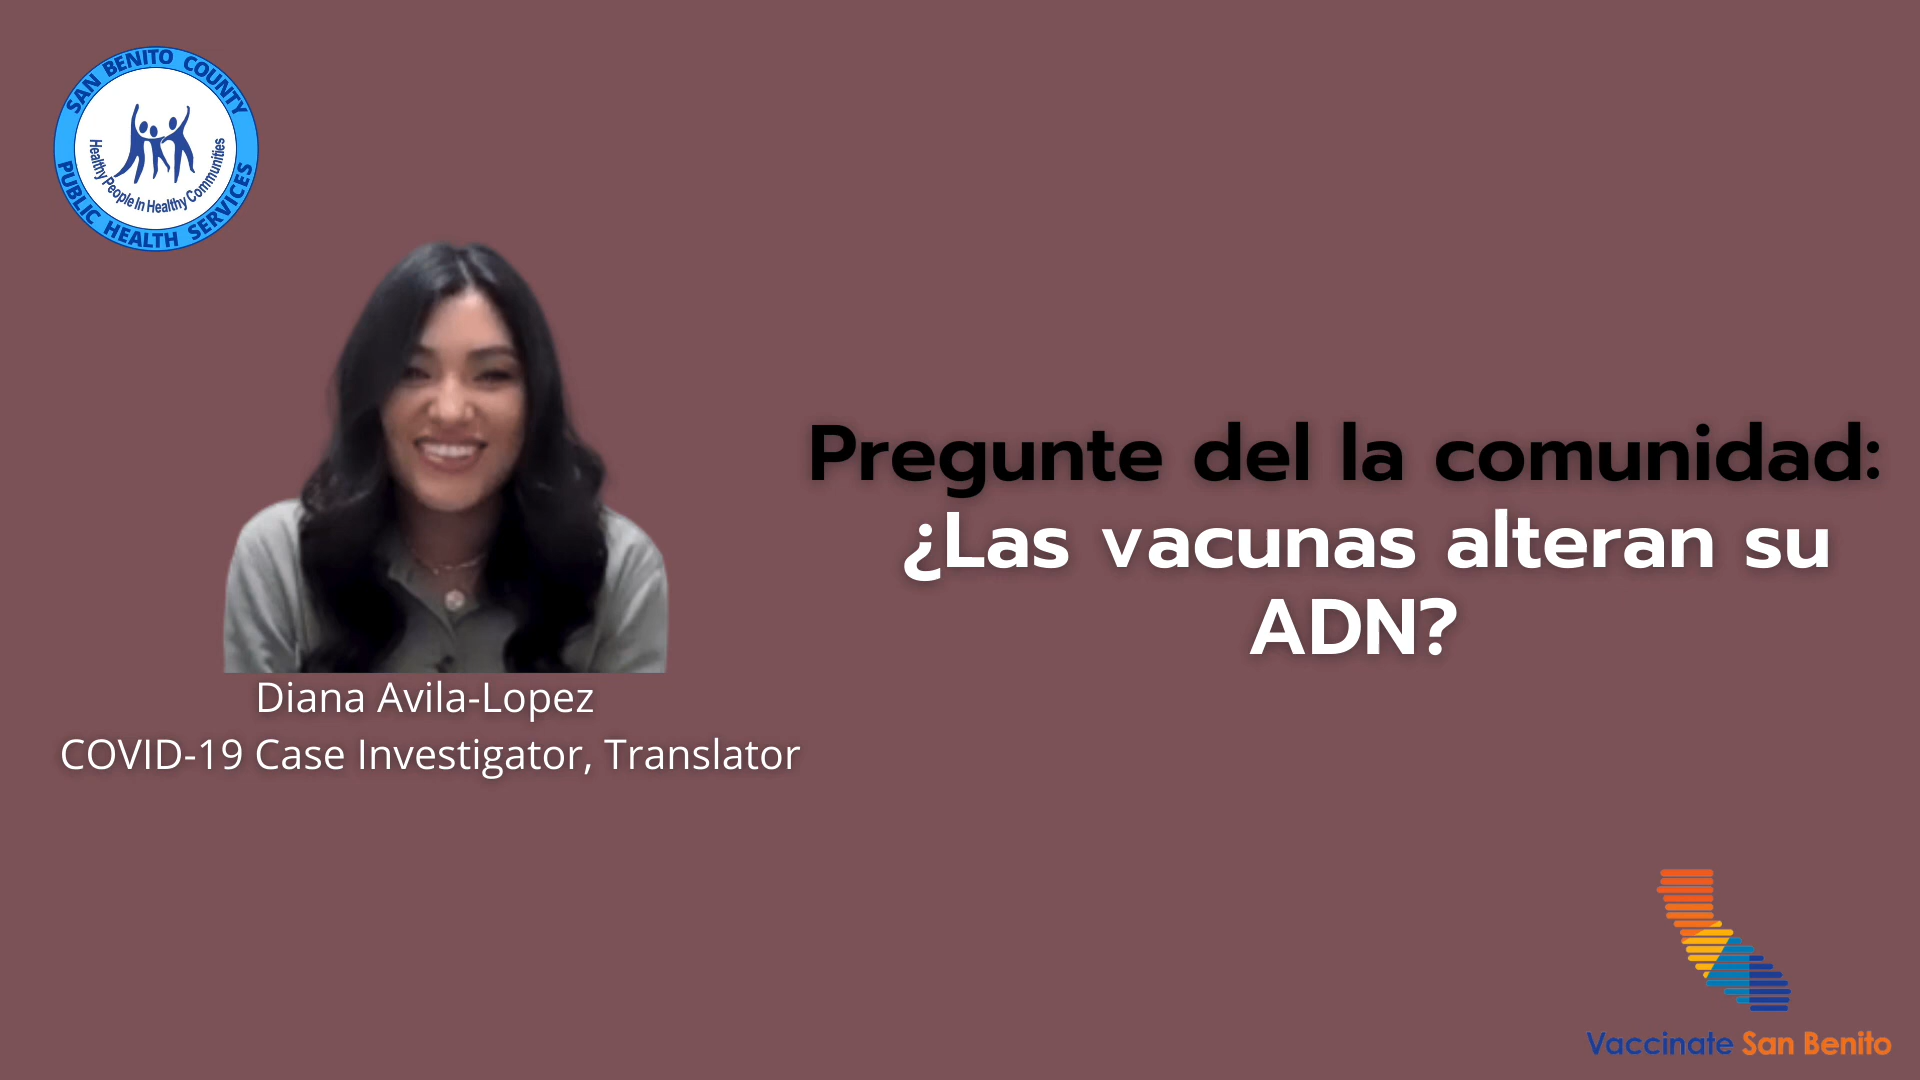 SAN BENITO COUNTY
Healthy People In Healthy Communities
PUBLIC HEALTH SERVICES
Diana Avila-Lopez
COVID-19 Case Investigator, Translator
Pregunte del la comunidad:
¿Las vacunas alteran su
ADN?
Vaccinate San Benito